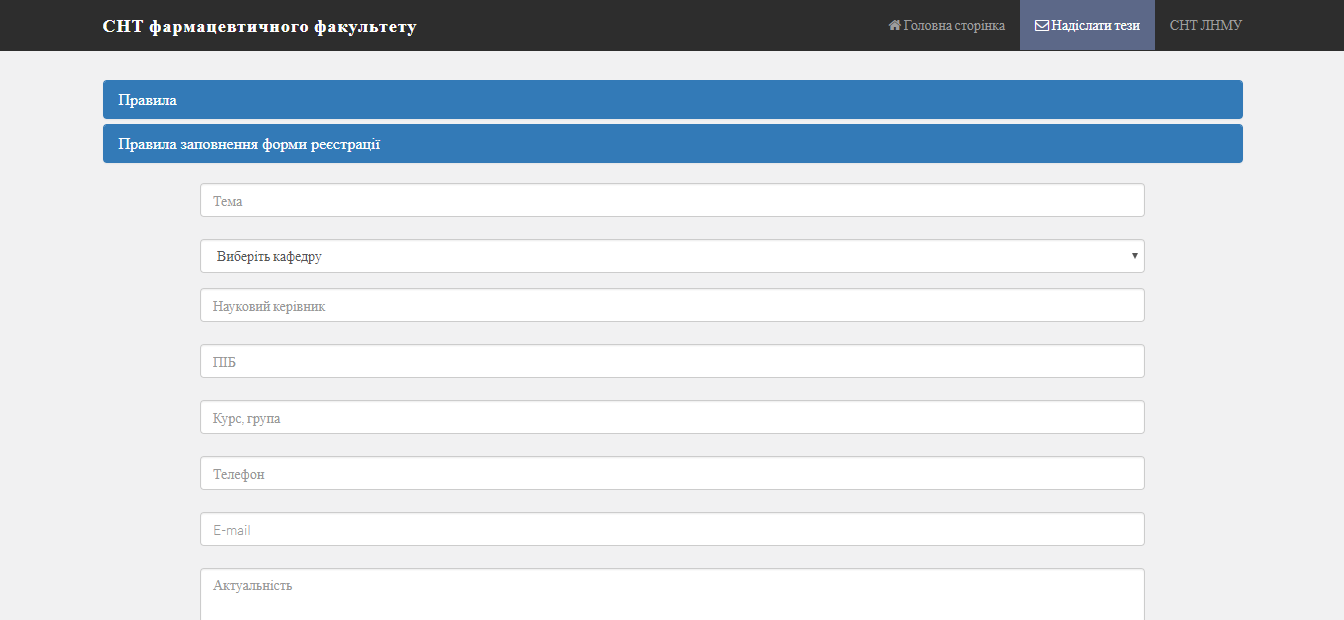 СНТ фармацевтичного факультету
Головна сторінка
Надіслати тези
СНТ ЛНМУ
Правила
Правила заповнення форми реєстрації
Тема
Виберіть кафедру
Науковий керівник
ПІБ
Курс, група
Телефон
E-mail
Актуальність